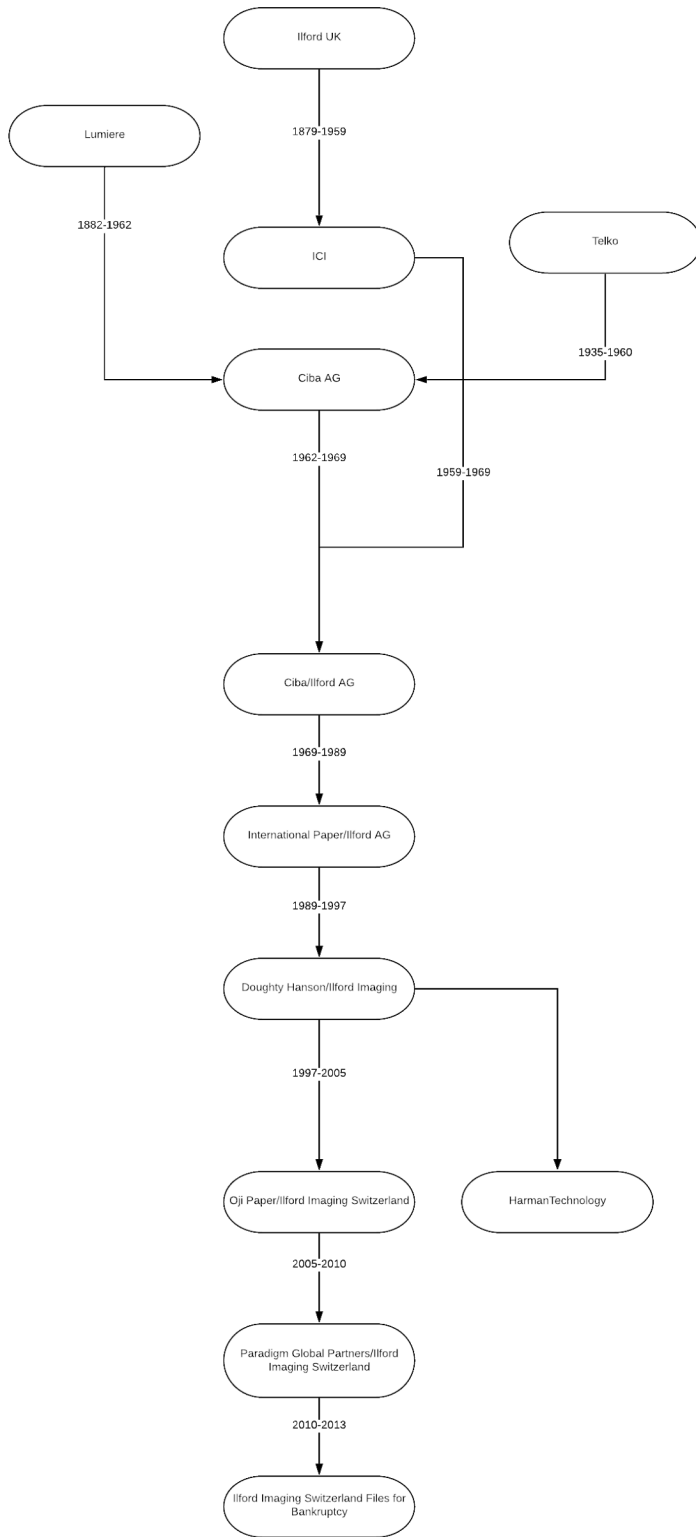 Ilford UK
1879-1959
Lumiere
1882-1962
ICI
Telko
1935-1960
Ciba AG
1962-1969
1959-1969
Ciba/Ilford AG
1969-1989
International Paper/Ilford AG
1989-1997
Doughty Hanson/Ilford Imaging
1997-2005
Oji Paper/Ilford Imaging Switzerland
HarmanTechnology
2005-2010
Paradigm Global Partners/Ilford
Imaging Switzerland
2010-2013
Ilford Imaging Switzerland Files for
Bankruptcy